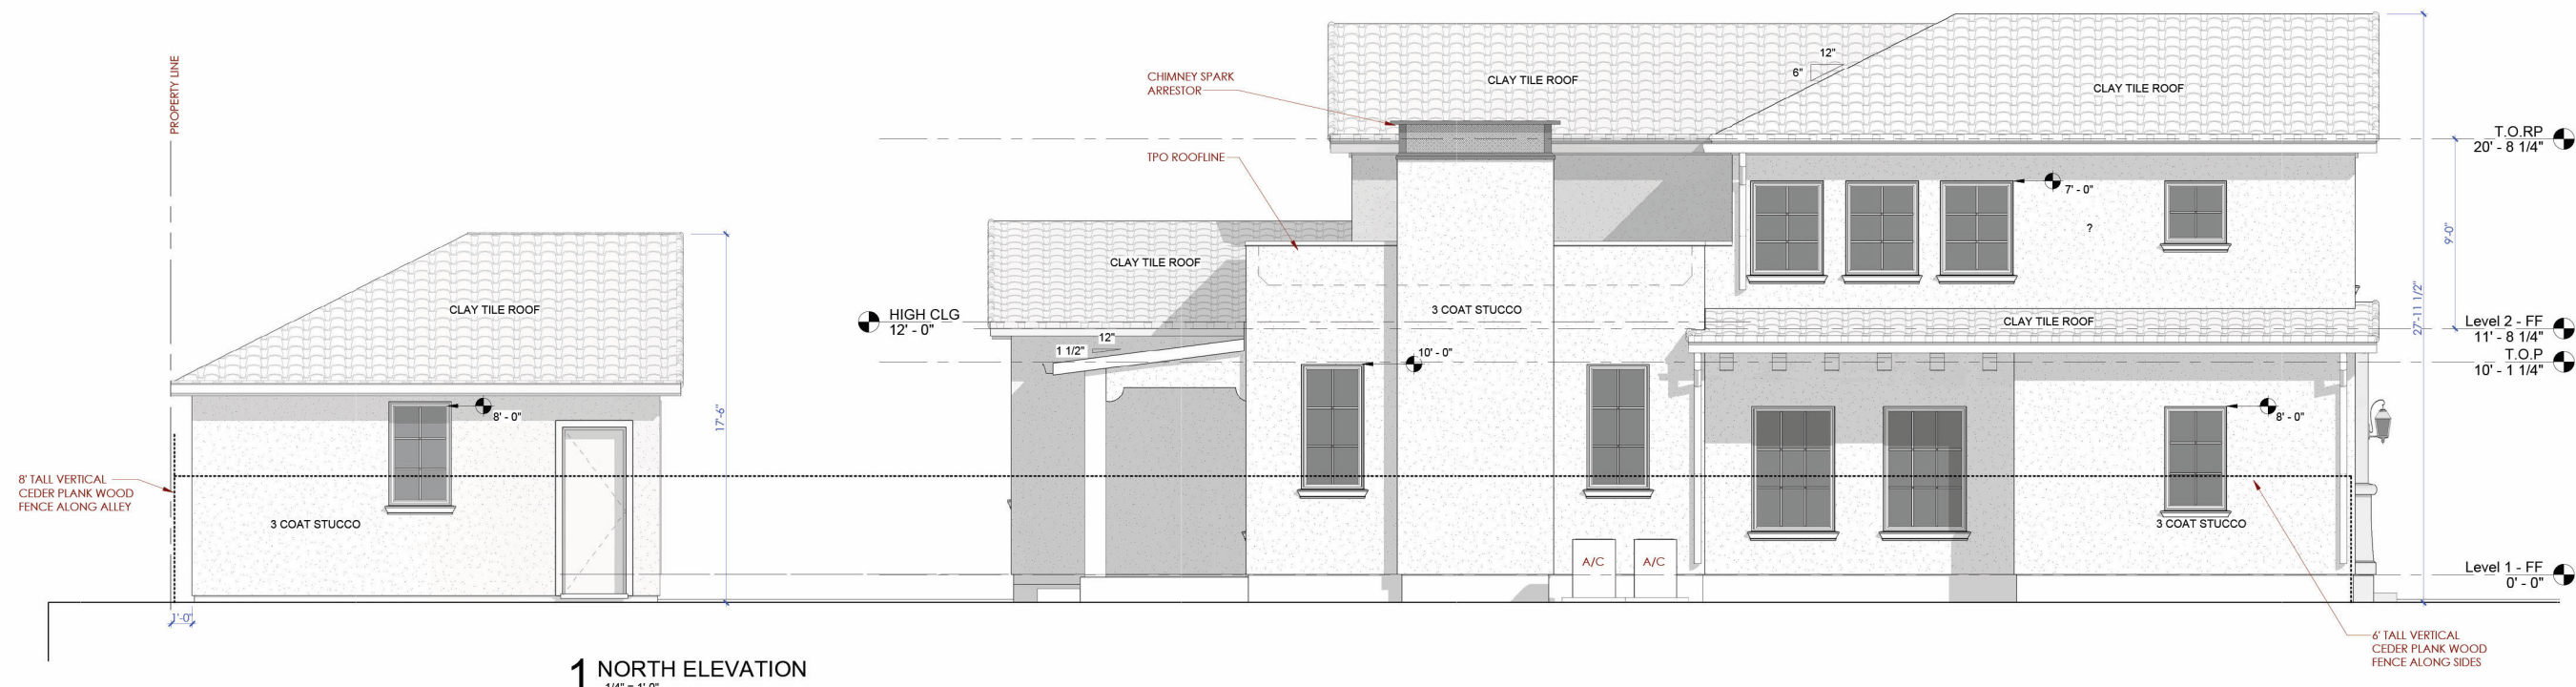 PROPERTY LINE
CHIMNEY SPARK
ARRESTOR
TPO ROOFLINE
CLAY TILE ROOF
12"
6"
CLAY TILE ROOF
T.O.RP
20' - 8 1/4"
7' - 0"
?
9'-0"
27'-11 1/2"
CLAY TILE ROOF
CLAY TILE ROOF
HIGH CLG
12' - 0"
3 COAT STUCCO
CLAY TILE ROOF
Level 2 - FF
11' - 8 1/4"
T.O.P
10' - 1 1/4"
12"
1 1/2"
10' - 0"
8' - 0"
17'-6"
8' - 0"
8' TALL VERTICAL
CEDER PLANK WOOD
FENCE ALONG ALLEY
3 COAT STUCCO
3 COAT STUCCO
A/C
A/C
Level 1 - FF
0' - 0"
1'-0"
6' TALL VERTICAL
CEDER PLANK WOOD
FENCE ALONG SIDES
1 NORTH ELEVATION
1/4" = 1'-0"